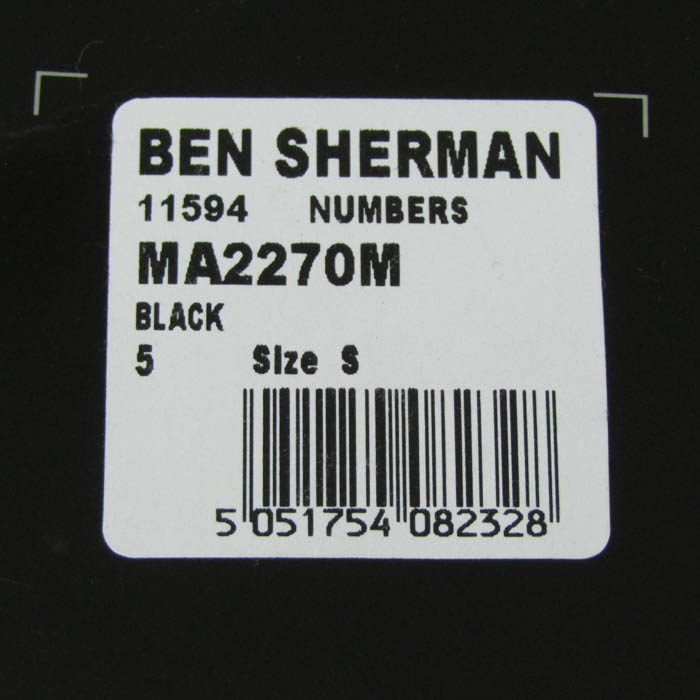 BEN SHERMAN
11594 NUMBERS
MA2270M
BLACK
5 Size S
5 051754 082328